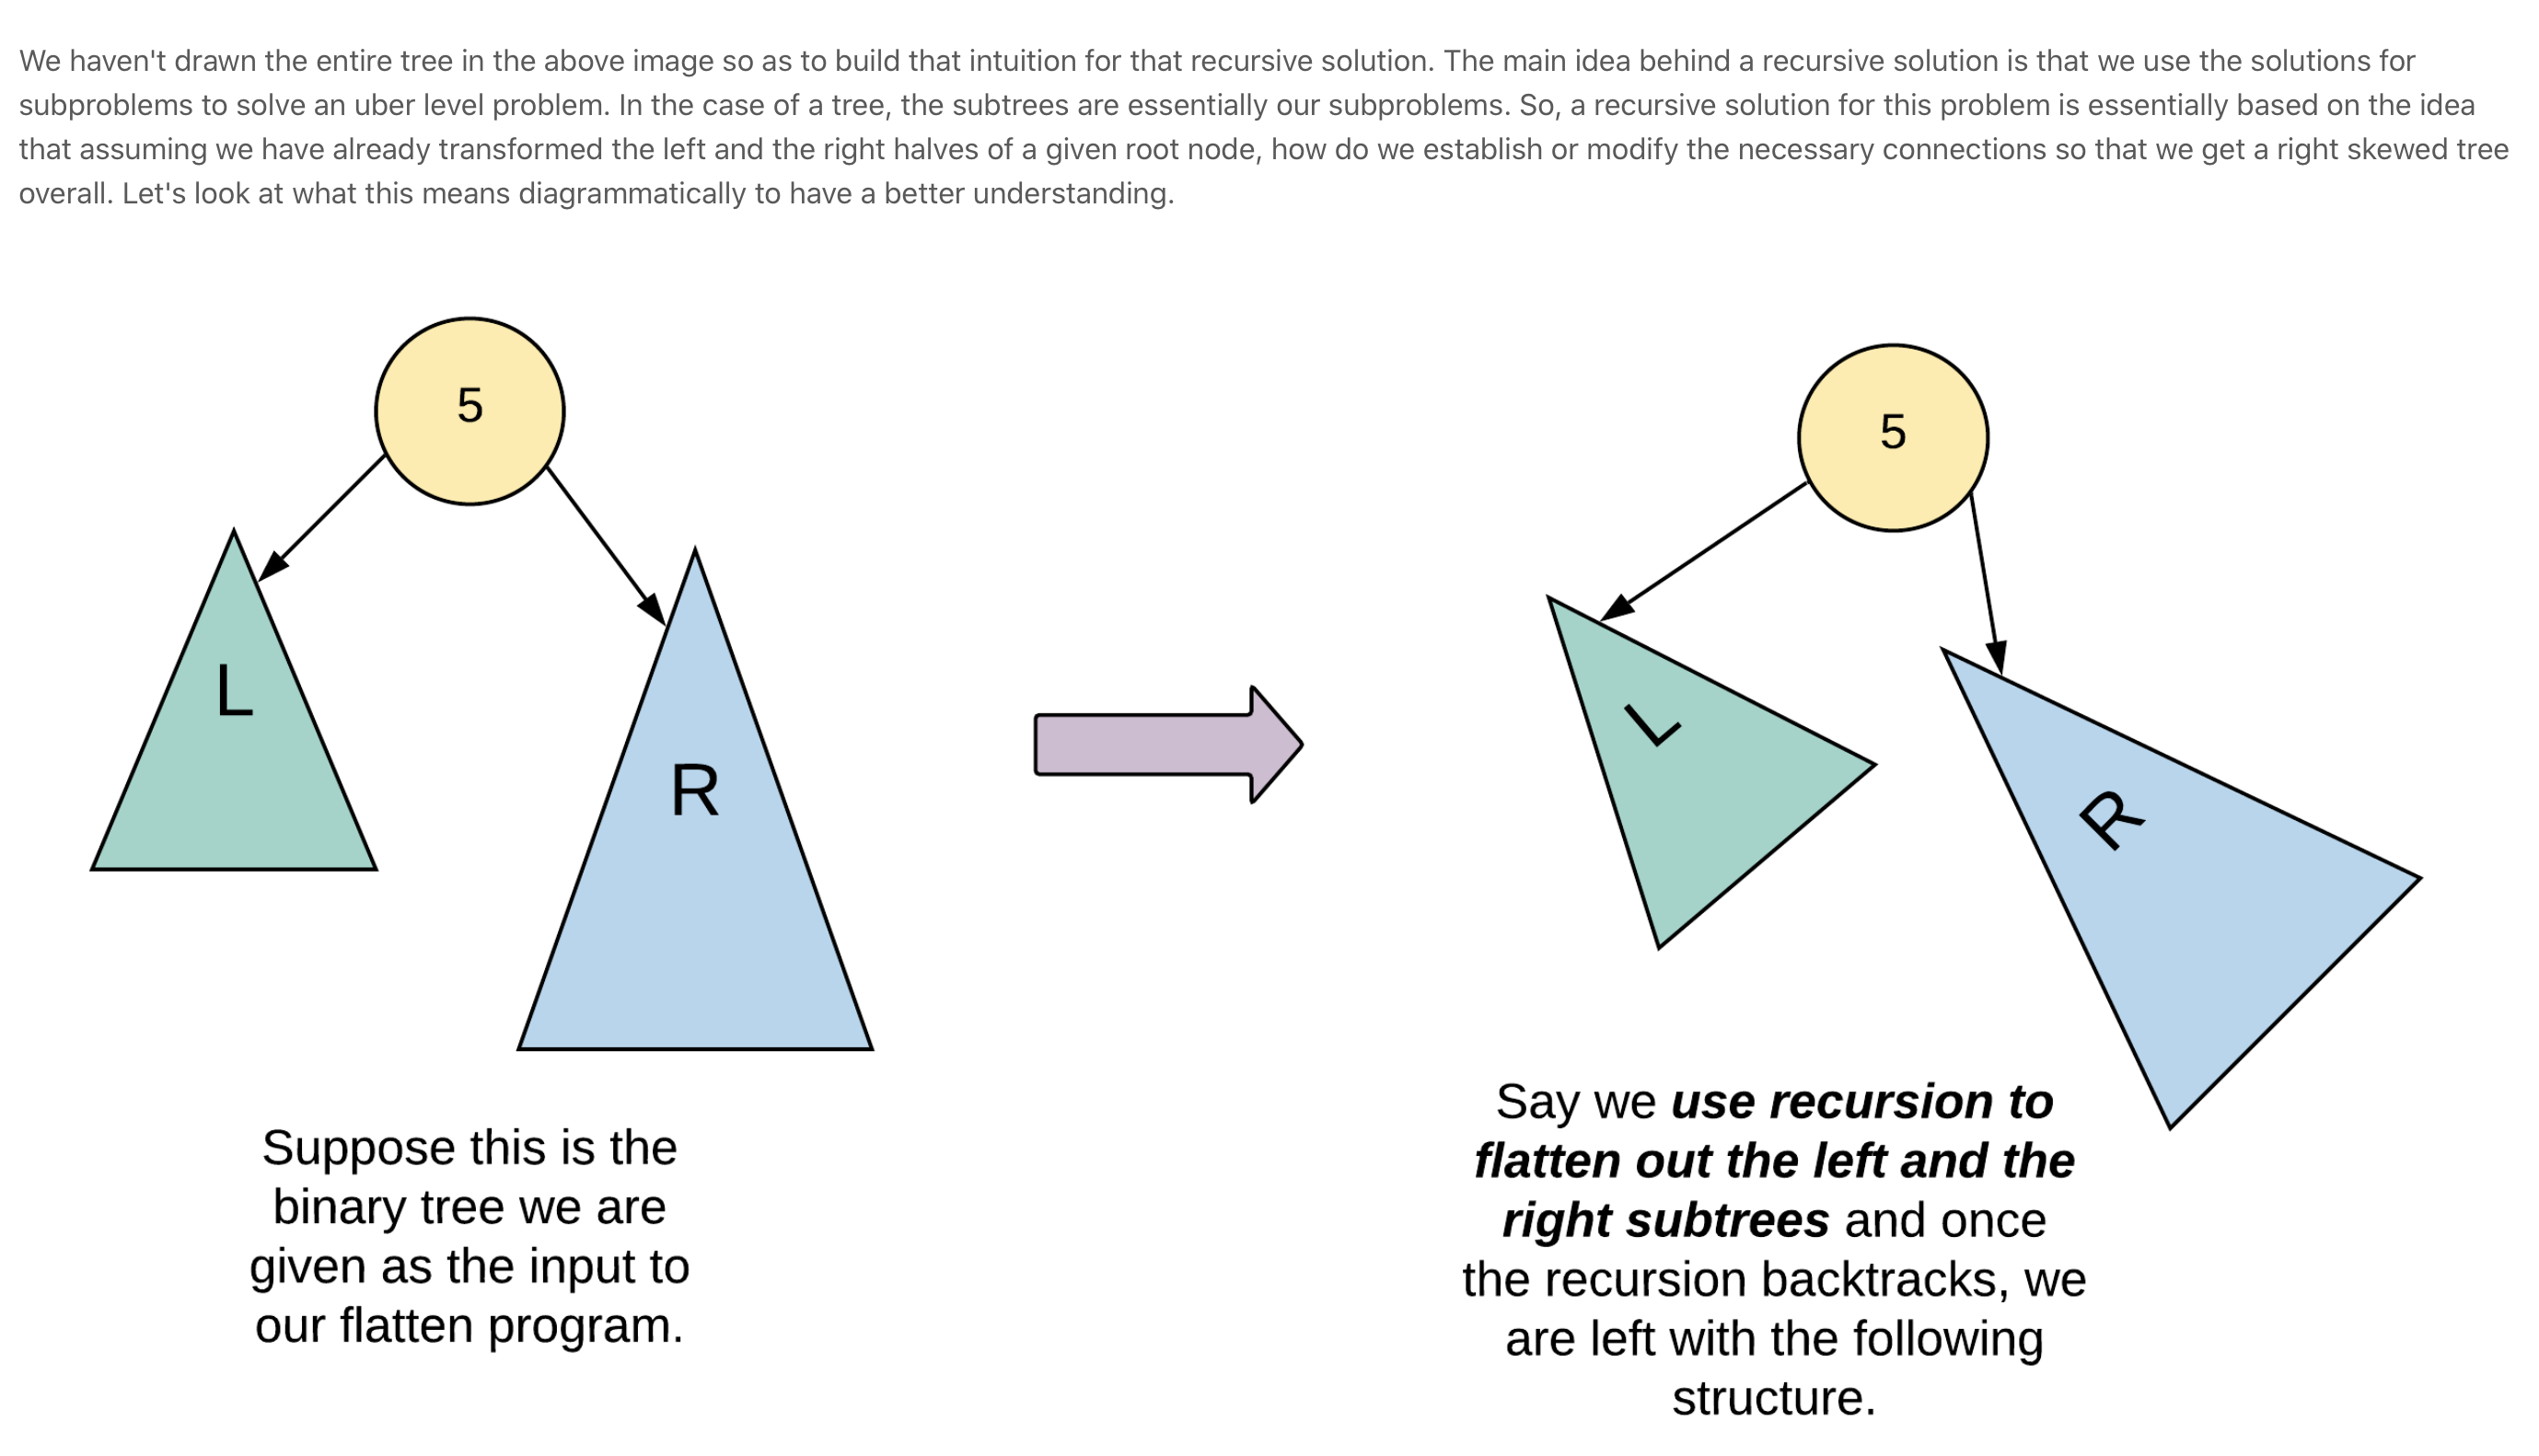 We haven't drawn the entire tree in the above image so as to build that intuition for that recursive solution. The main idea behind a recursive solution is that we use the solutions for
subproblems to solve an uber level problem. In the case of a tree, the subtrees are essentially our subproblems. So, a recursive solution for this problem is essentially based on the idea
that assuming we have already transformed the left and the right halves of a given root node, how do we establish or modify the necessary connections so that we get a right skewed tree
overall. Let's look at what this means diagrammatically to have a better understanding.
5
L
R
Suppose this is the
binary tree we are
given as the input to
our flatten program.
5
L
R
Say we use recursion to
flatten out the left and the
right subtrees and once
the recursion backtracks, we
are left with the following
structure.